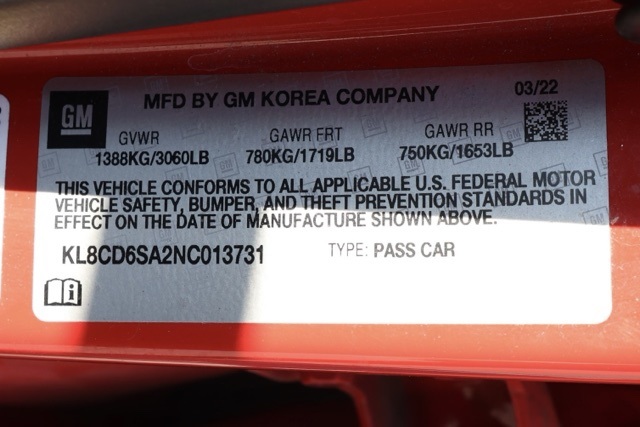 GM
MFD BY GM KOREA COMPANY
03/22
GVWR GAWR FRT GAWR RR
1388KG/3060LB 780KG/1719LB 750KG/1653LB
THIS VEHICLE CONFORMS TO ALL APPLICABLE U.S. FEDERAL MOTOR
VEHICLE SAFETY, BUMPER, AND THEFT PREVENTION STANDARDS IN
EFFECT ON THE DATE OF MANUFACTURE SHOWN ABOVE.
KL8CD6SA2NC013731 TYPE: PASS CAR